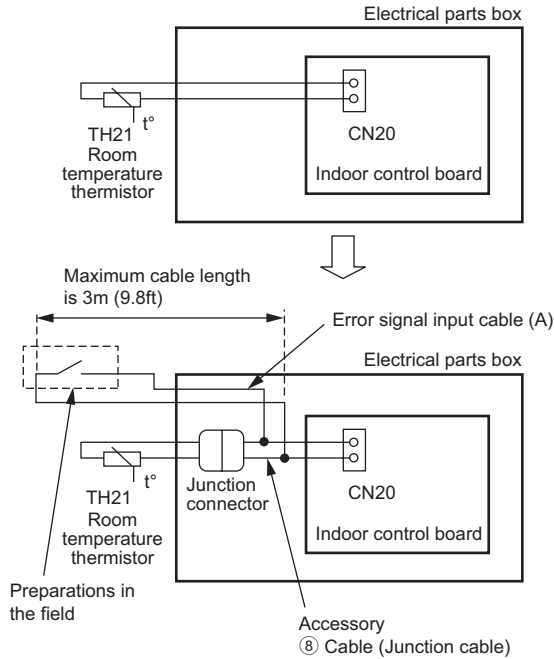 Electrical parts box
t°
TH21
Room
temperature
thermistor
CN20
Indoor control board
Maximum cable length
is 3m (9.8ft)
Error signal input cable (A)
Electrical parts box
t°
TH21
Room
temperature
thermistor
Junction
connector
CN20
Indoor control board
Preparations in
the field
Accessory
⑧ Cable (Junction cable)